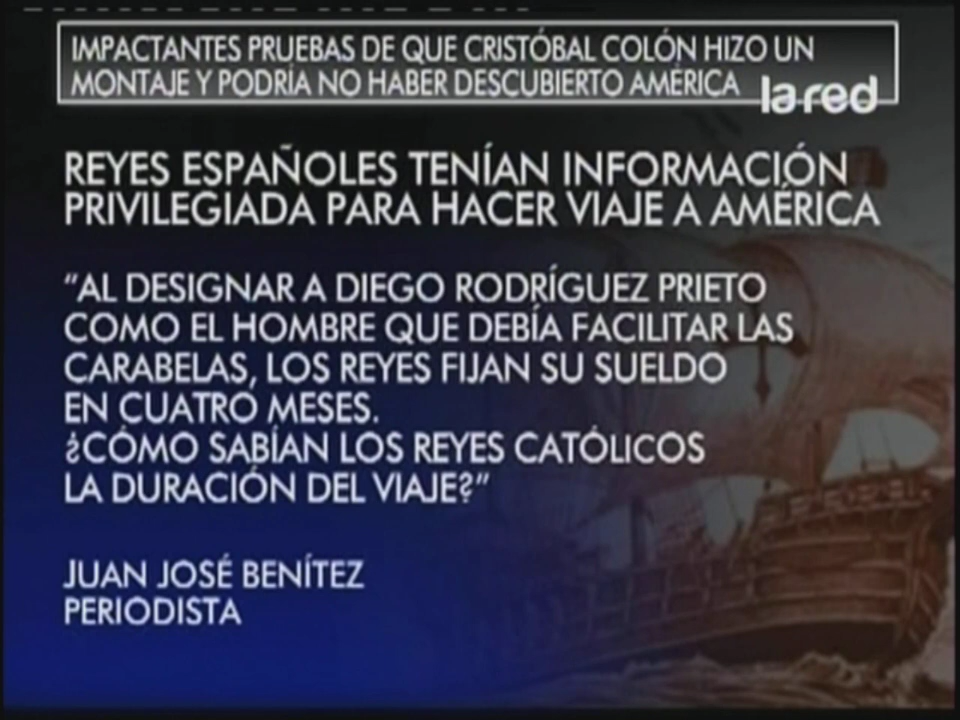 IMPACTANTES PRUEBAS DE QUE CRISTÓBAL COLÓN HIZO UN
MONTAJE Y PODRÍA NO HABER DESCUBIERTO AMÉRICA
la red
REYES ESPAÑOLES TENÍAN INFORMACIÓN
PRIVILEGIADA PARA HACER VIAJE A AMÉRICA
“AL DESIGNAR A DIEGO RODRÍGUEZ PRIETO
COMO EL HOMBRE QUE DEBÍA FACILITAR LAS
CARABELAS, LOS REYES FIJAN SU SUELDO
EN CUATRO MESES.
¿CÓMO SABÍAN LOS REYES CATÓLICOS
LA DURACIÓN DEL VIAJE?”
JUAN JOSÉ BENÍTEZ
PERIODISTA